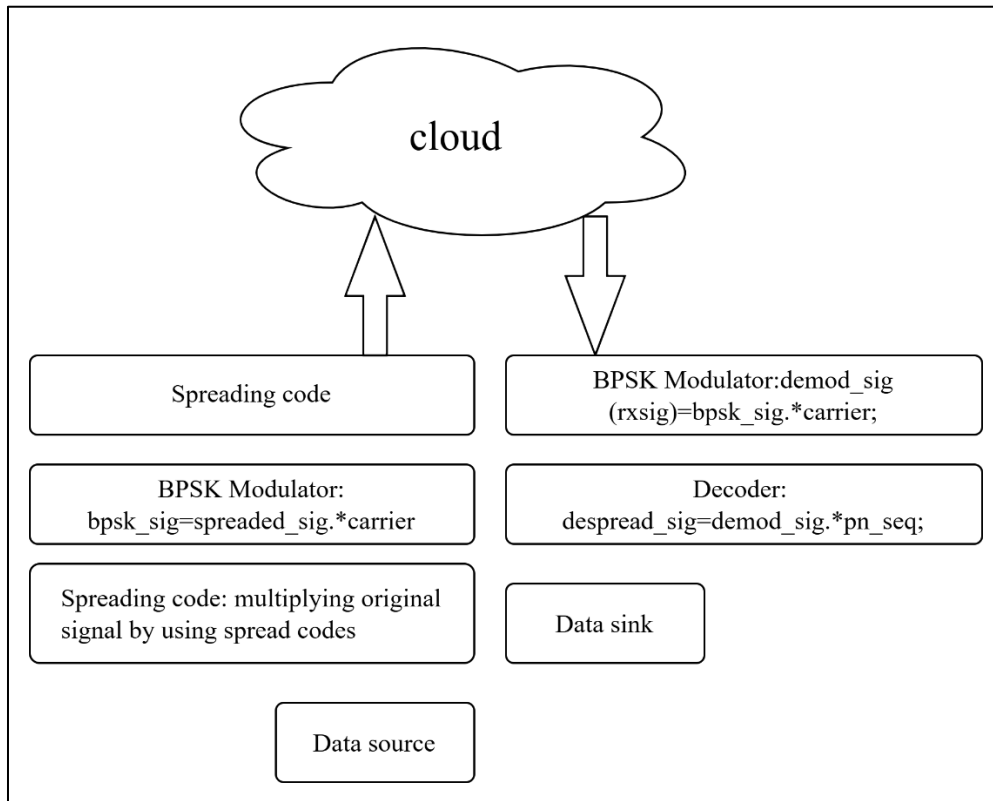 cloud
Spreading code
BPSK Modulator:
bpsk_sig=spreaded_sig.*carrier
Spreading code: multiplying original
signal by using spread codes
Data source
BPSK Modulator:demod_sig
(rxsig)=bpsk_sig.*carrier;
Decoder:
despread_sig=demod_sig.*pn_seq;
Data sink